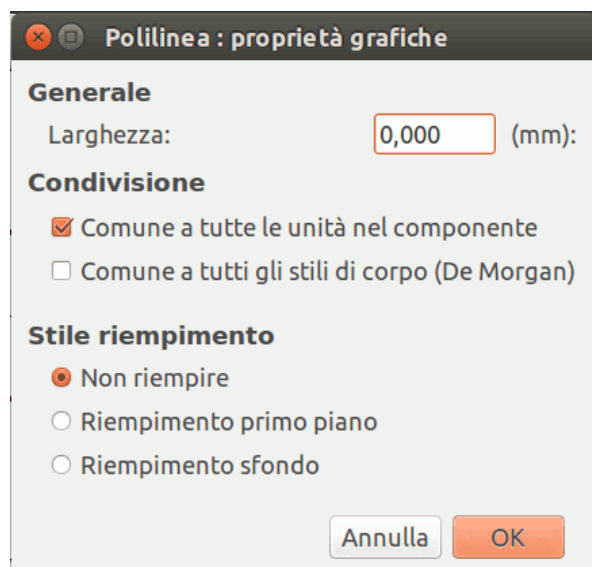 Polilinea : proprietà grafiche
Generale
Larghezza: 0,000 (mm):
Condivisione
Comune a tutte le unità nel componente
Comune a tutti gli stili di corpo (De Morgan)
Stile riempimento
Non riempire
Riempimento primo piano
Riempimento sfondo
Annulla OK